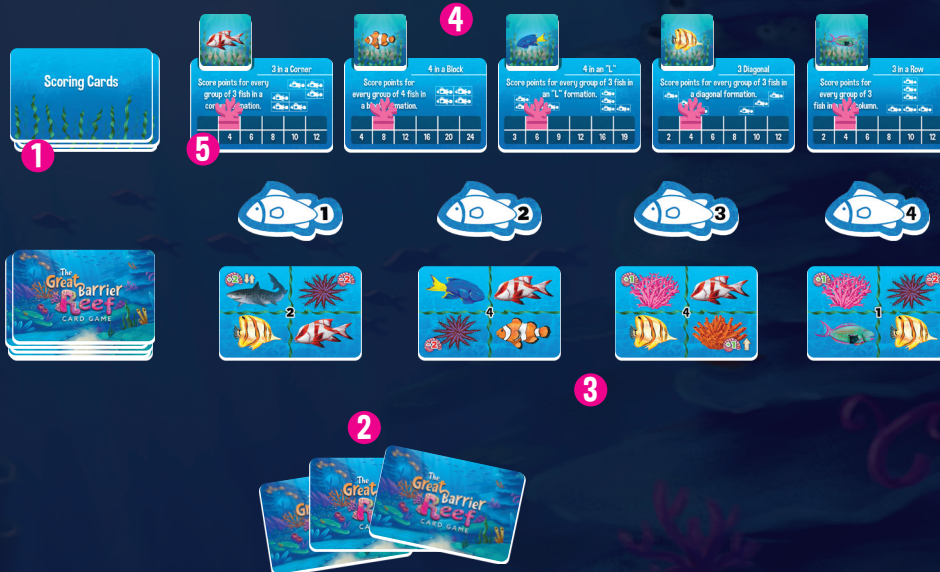 4
Scoring Cards
1
3 in a Corner
Score points for every
group of 3 fish in a
formation.
4 6 8 10 12
5
4 in a Block
Score points for
every group of 4 fish in
a
4 8 12 16 20 24
4 in an "L"
Score points for every group of 3 fish in
an "L" formation.
3 6 9 11 14 16 19
3 Diagonal
Score points for every group of 3 fish in
a diagonal formation.
2 4 6 8 10 12
3 in a Row
Score points for
every group of 3
fish in a
2 4 6 8 10 12
1
2
3
4
The
Great
Barrier
Reef
CARD GAME
2
4
4
1
3
2
The
Great
Barrier
Reef
CARD GAME